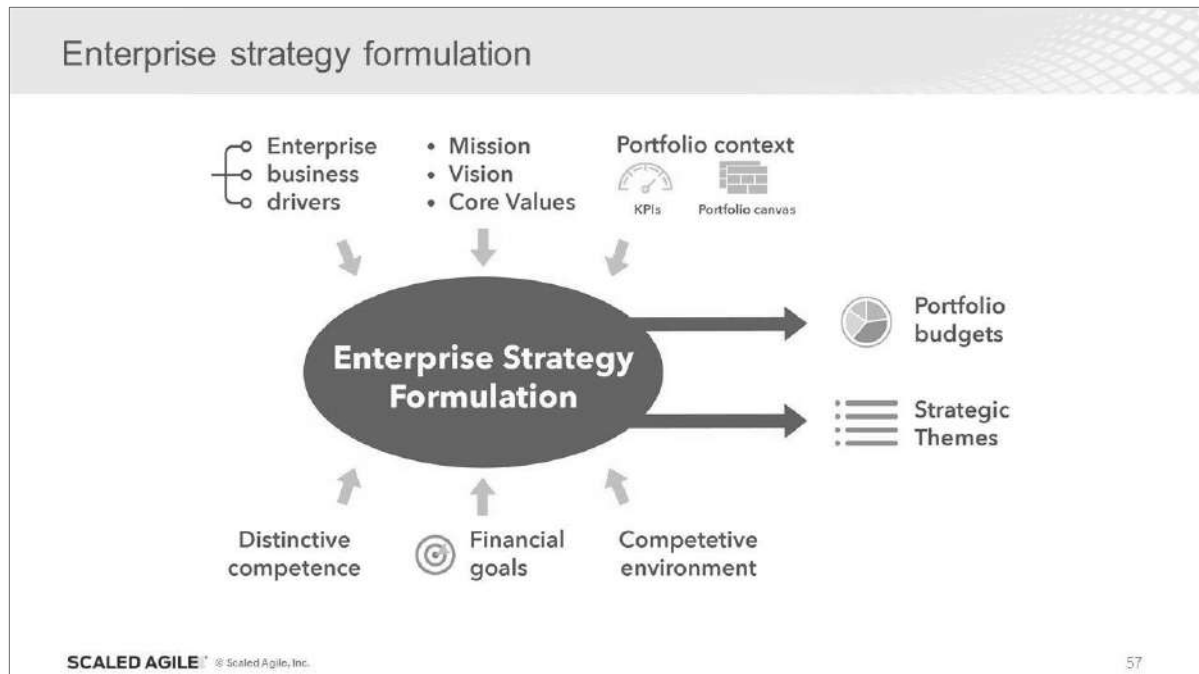 Enterprise strategy formulation
Enterprise
business
drivers
• Mission
• Vision
• Core Values
Portfolio context
KPIs
Portfolio canvas
Enterprise Strategy
Formulation
Portfolio
budgets
Strategic
Themes
Distinctive
competence
Financial
goals
Competetive
environment
SCALED AGILE® © Scaled Agile, Inc.
57